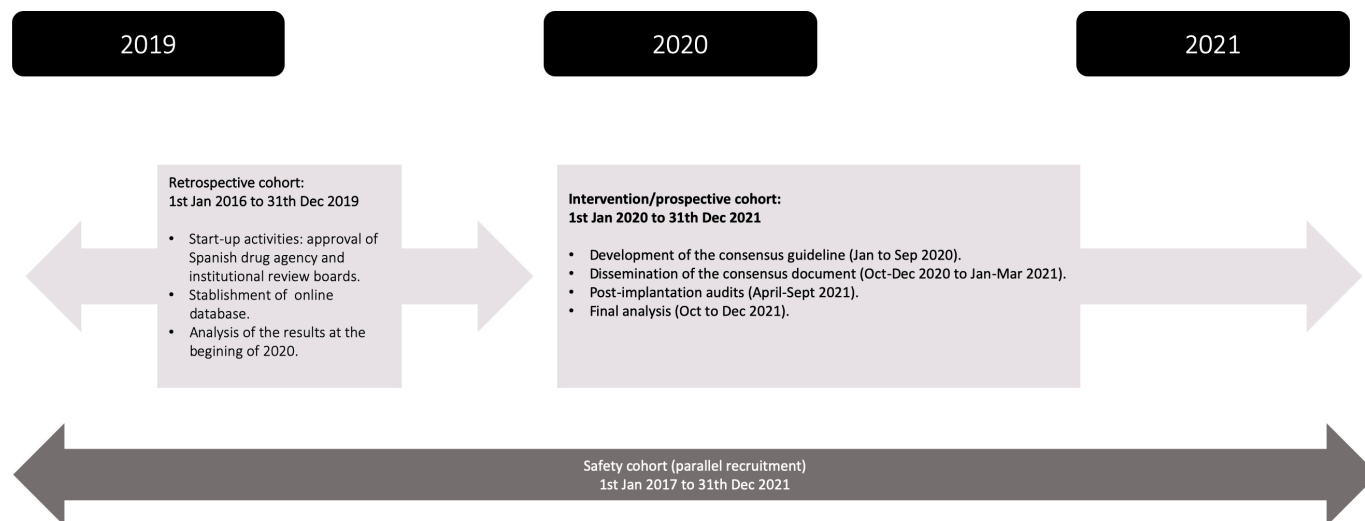 2019
2020
2021
Retrospective cohort:
1st Jan 2016 to 31th Dec 2019
• Start-up activities: approval of
Spanish drug agency and
institutional review boards.
• Stablishment of online
database.
• Analysis of the results at the
begining of 2020.
Intervention/prospective cohort:
1st Jan 2020 to 31th Dec 2021
• Development of the consensus guideline (Jan to Sep 2020).
• Dissemination of the consensus document (Oct-Dec 2020 to Jan-Mar 2021).
• Post-implantation audits (April-Sept 2021).
• Final analysis (Oct to Dec 2021).
Safety cohort (parallel recruitment)
1st Jan 2017 to 31th Dec 2021